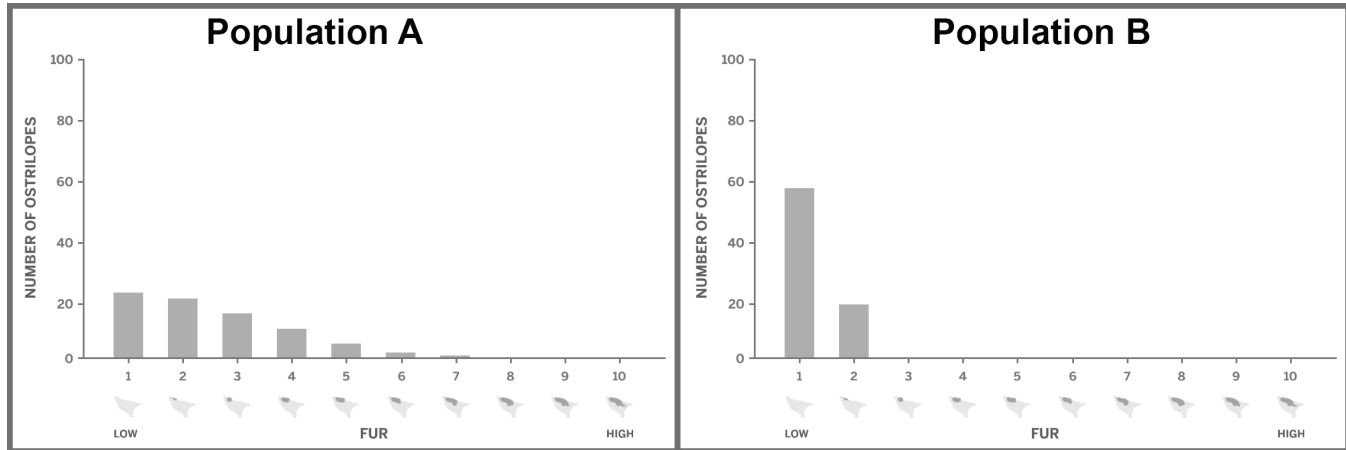 Population A
NUMBER OF OSTRILOPES
100
80
60
40
20
0
1 2 3 4 5 6 7 8 9 10
LOW FUR HIGH
Population B
NUMBER OF OSTRILOPES
100
80
60
40
20
0
1 2 3 4 5 6 7 8 9 10
LOW FUR HIGH